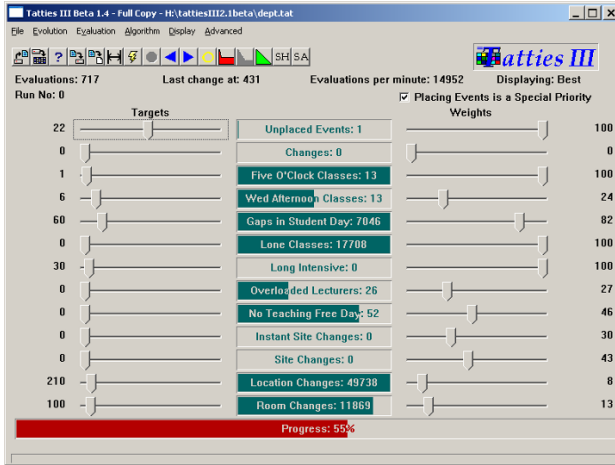 Tatties III Beta 1.4 - Full Copy - H:\tattiesIII2.1beta\dept.tat
File Evolution Evaluation Algorithm Display Advanced
? SH SA Tatties III
Evaluations: 717 Last change at: 431 Evaluations per minute: 14952 Displaying: Best
Run No: 0 Placing Events is a Special Priority
Targets Weights
22 Unplaced Events: 1 100
0 Changes: 0 0
1 Five O'Clock Classes: 13 100
6 Wed Afternoon Classes: 13 24
60 Gaps in Student Day: 7046 82
0 Lone Classes: 17708 100
30 Long Intensive: 0 100
0 Overloaded Lecturers: 26 27
0 No Teaching Free Day: 52 46
0 Instant Site Changes: 0 30
0 Site Changes: 0 43
210 Location Changes: 49738 8
100 Room Changes: 11869 13
Progress: 55%